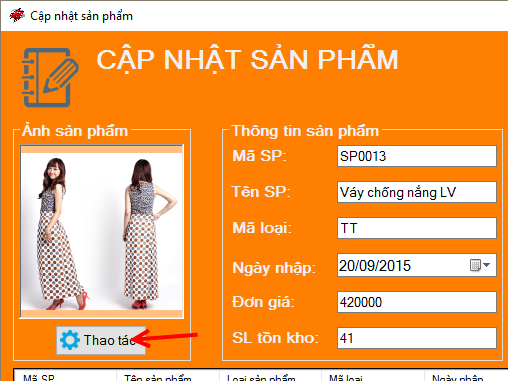 Cập nhật sản phẩm
CẬP NHẬT SẢN PHẨM
Ảnh sản phẩm
Thao tác
Thông tin sản phẩm
Mã SP: SP0013
Tên SP: Váy chống nắng LV
Mã loại: TT
Ngày nhập: 20/09/2015
Đơn giá: 420000
SL tồn kho: 41
Mã SP Tên sản phẩm Loại sản phẩm Mã loại Ngày nhập